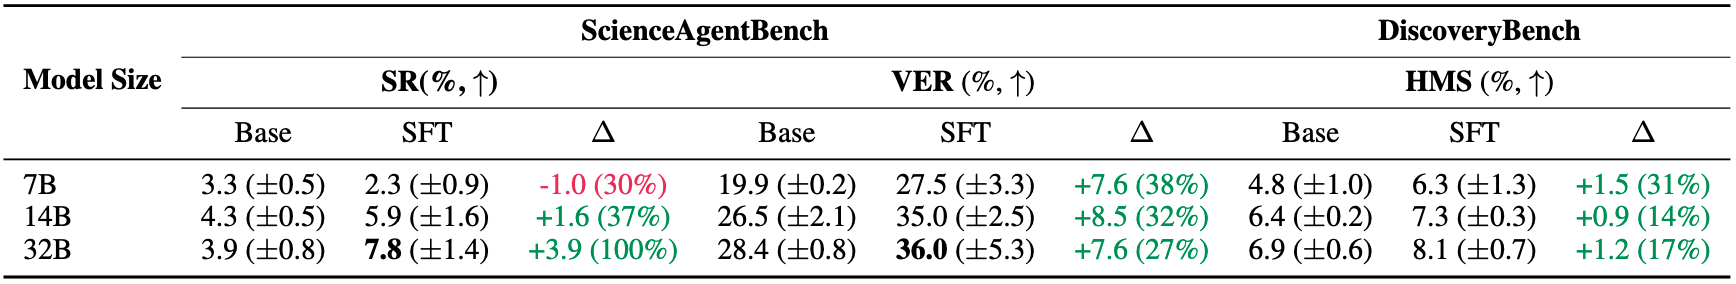 ScienceAgentBench DiscoveryBench
Model Size SR(%, ↑) VER (%, ↑) HMS (%, ↑)
Base SFT Δ Base SFT Δ Base SFT Δ
7B 3.3 (±0.5) 2.3 (±0.9) -1.0 (30%) 19.9 (±0.2) 27.5 (±3.3) +7.6 (38%) 4.8 (±1.0) 6.3 (±1.3) +1.5 (31%)
14B 4.3 (±0.5) 5.9 (±1.6) +1.6 (37%) 26.5 (±2.1) 35.0 (±2.5) +8.5 (32%) 6.4 (±0.2) 7.3 (±0.3) +0.9 (14%)
32B 3.9 (±0.8) 7.8 (±1.4) +3.9 (100%) 28.4 (±0.8) 36.0 (±5.3) +7.6 (27%) 6.9 (±0.6) 8.1 (±0.7) +1.2 (17%)